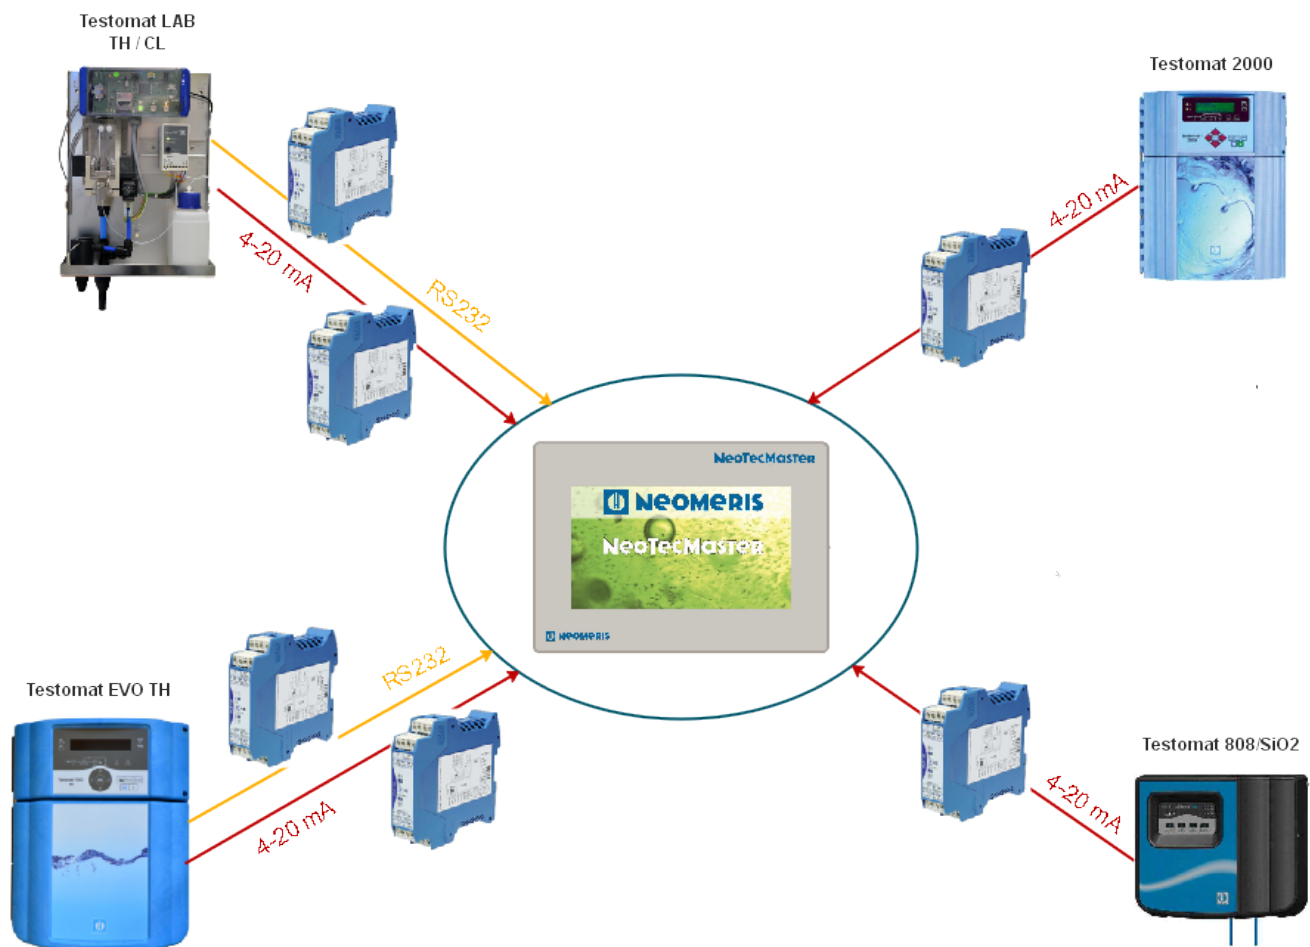 Testomat LAB
TH / CL
Testomat 2000
4-20 mA
RS232
4-20 mA
NeoTecMaster
NEOMERIS
NeoTecMaster
NEOMERIS
Testomat EVO TH
RS232
4-20 mA
Testomat 808/SiO2
4-20 mA